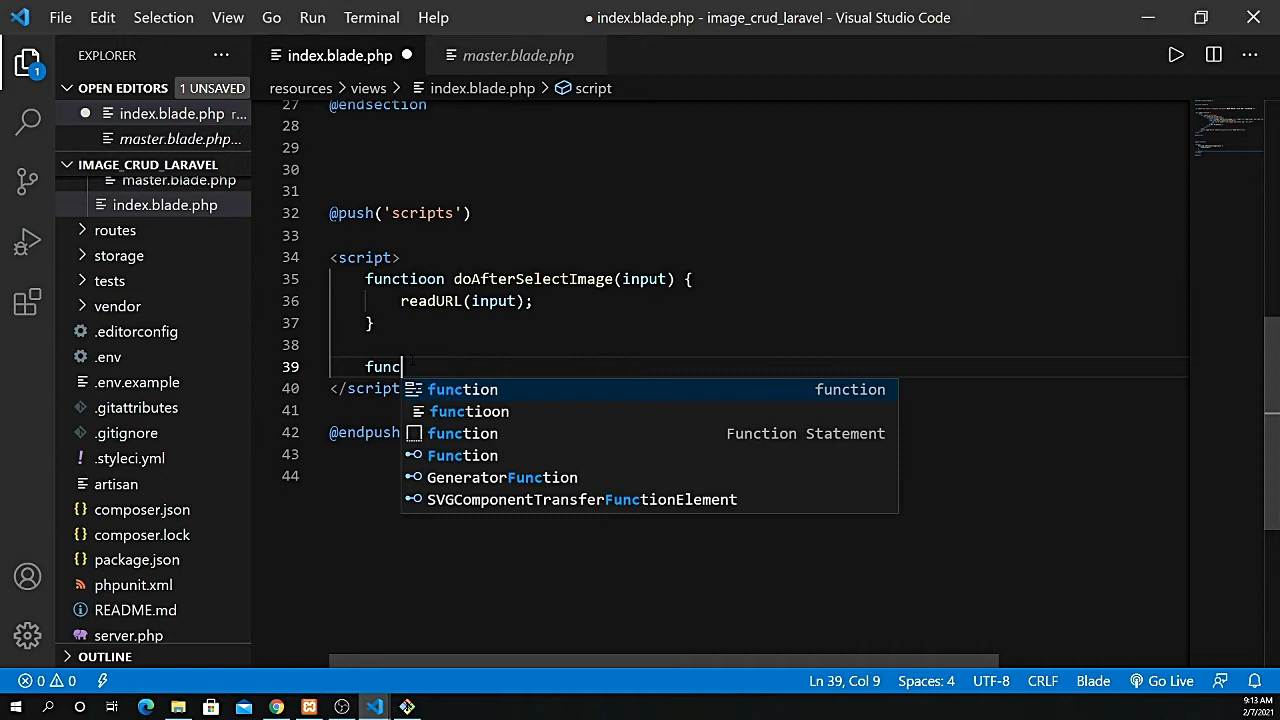 File Edit Selection View Go Run Terminal Help
● index.blade.php - image_crud_laravel - Visual Studio Code
EXPLORER
index.blade.php
master.blade.php
OPEN EDITORS 1 UNSAVED
resources > views > index.blade.php > script
index.blade.php r...
master.blade.php...
IMAGE_CRUD_LARAVEL
master.blade.php
index.blade.php
routes
storage
tests
vendor
.editorconfig
.env
.env.example
.gitattributes
.gitignore
.styleci.yml
artisan
composer.json
composer.lock
package.json
phpunit.xml
README.md
server.php
OUTLINE
1
27 @endsection
28
29
30
31
32 @push('scripts')
33
34 <script>
35 functioon doAfterSelectImage(input) {
36 readURL(input);
37 }
38
39 func
40 </script
41
42 @endpush
43
44
function function
functioon
function Function Statement
Function
GeneratorFunction
SVGComponentTransferFunctionElement
0 0 Ln 39, Col 9 Spaces: 4 UTF-8 CRLF Blade Go Live
9:13 AM
2/7/2021